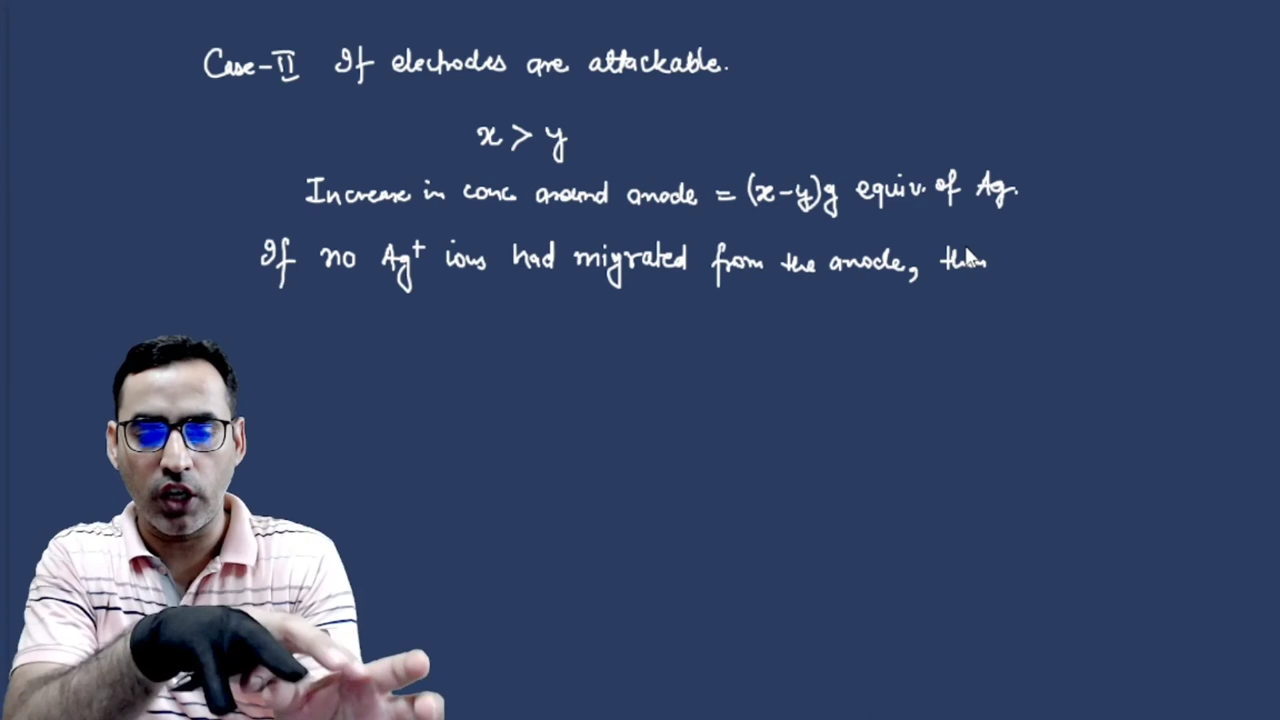 Case-II If electrodes are attackable.
x > y
Increase in conc around anode = (x-y)g equiv. of Ag.
If no Ag⁺ ions had migrated from the anode, then